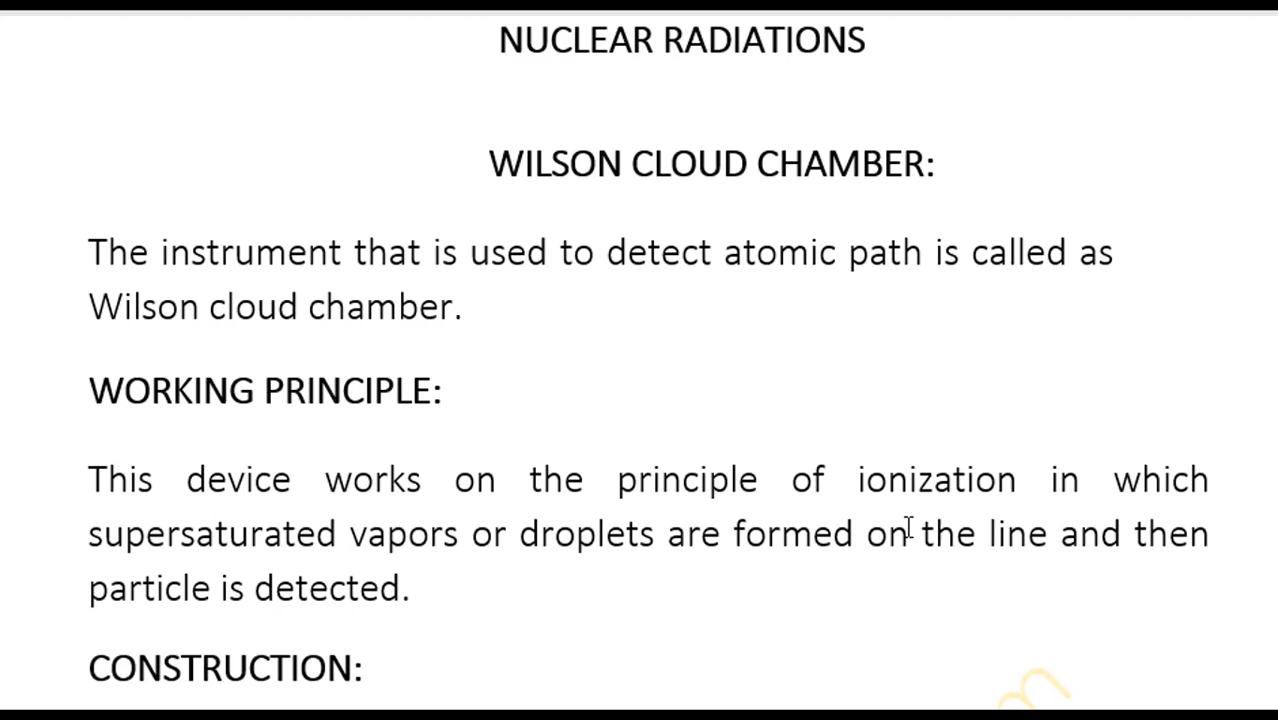 NUCLEAR RADIATIONS
WILSON CLOUD CHAMBER:
The instrument that is used to detect atomic path is called as
Wilson cloud chamber.
WORKING PRINCIPLE:
This device works on the principle of ionization in which
supersaturated vapors or droplets are formed on the line and then
particle is detected.
CONSTRUCTION: